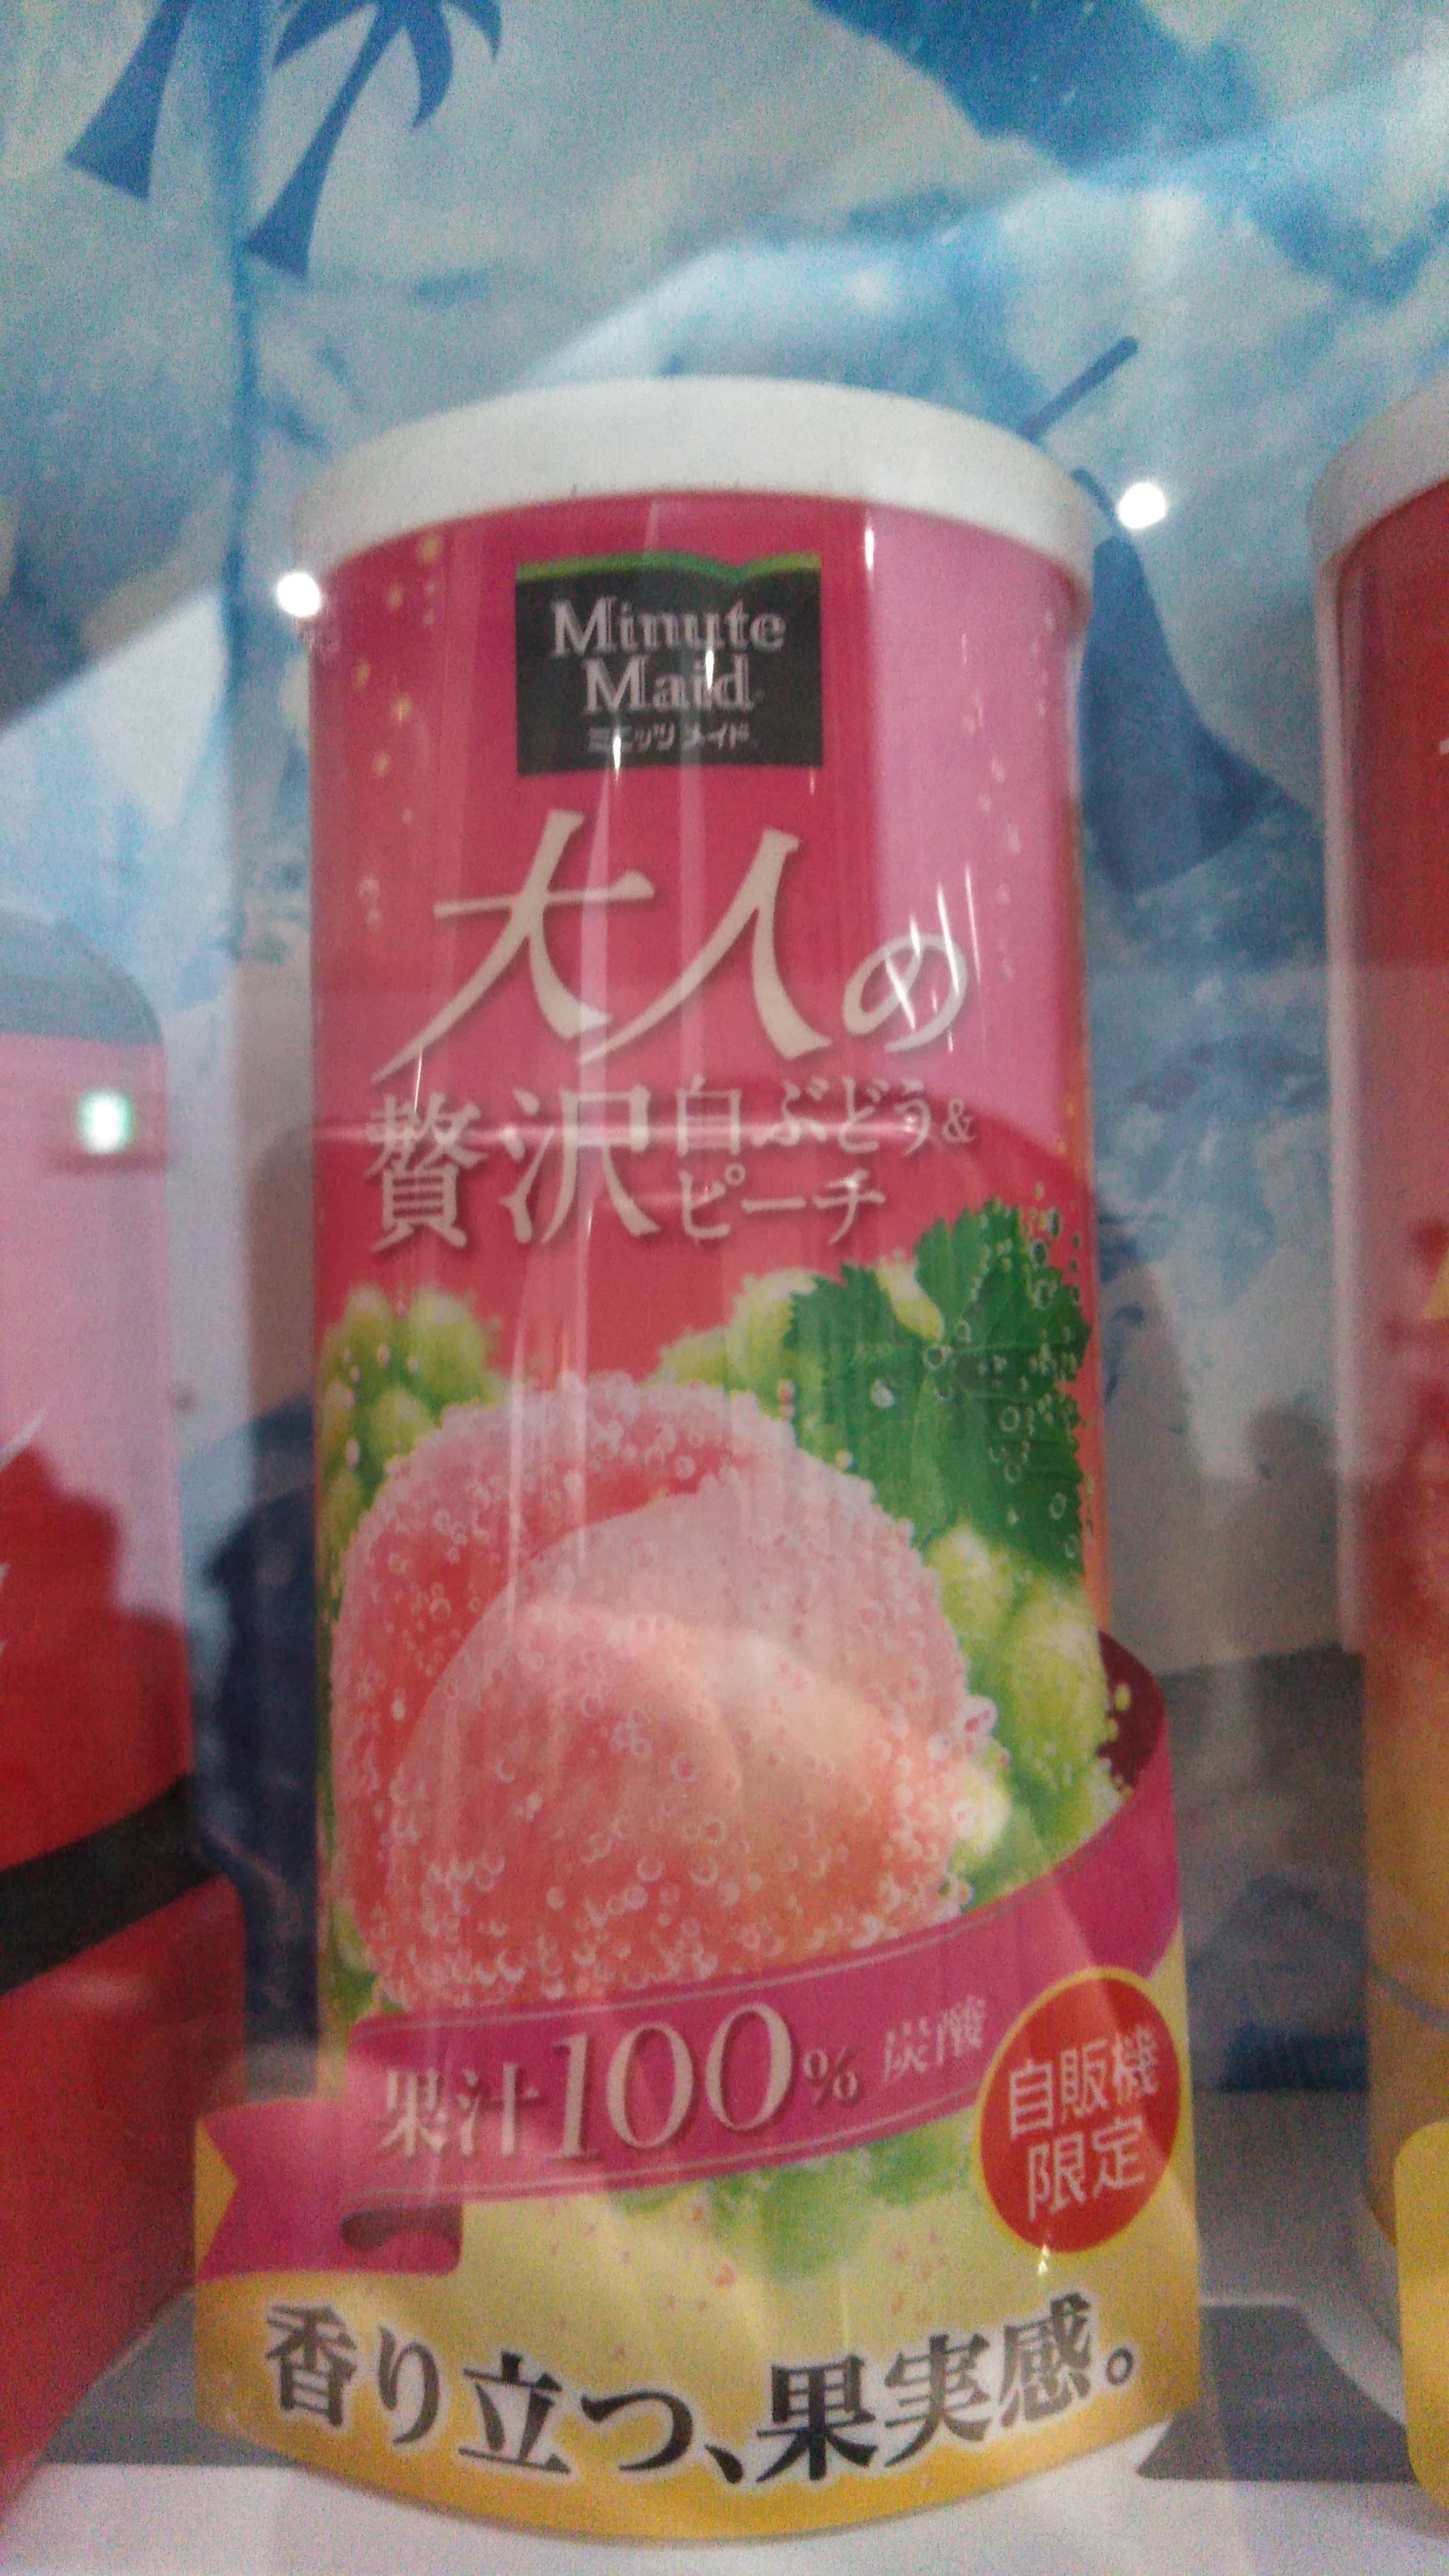 Minute
Maid
ミニッツ メイド
大人の
贅沢 白ぶどう&
ピーチ
果汁100% 炭酸
自販機
限定
香り立つ、果実感。